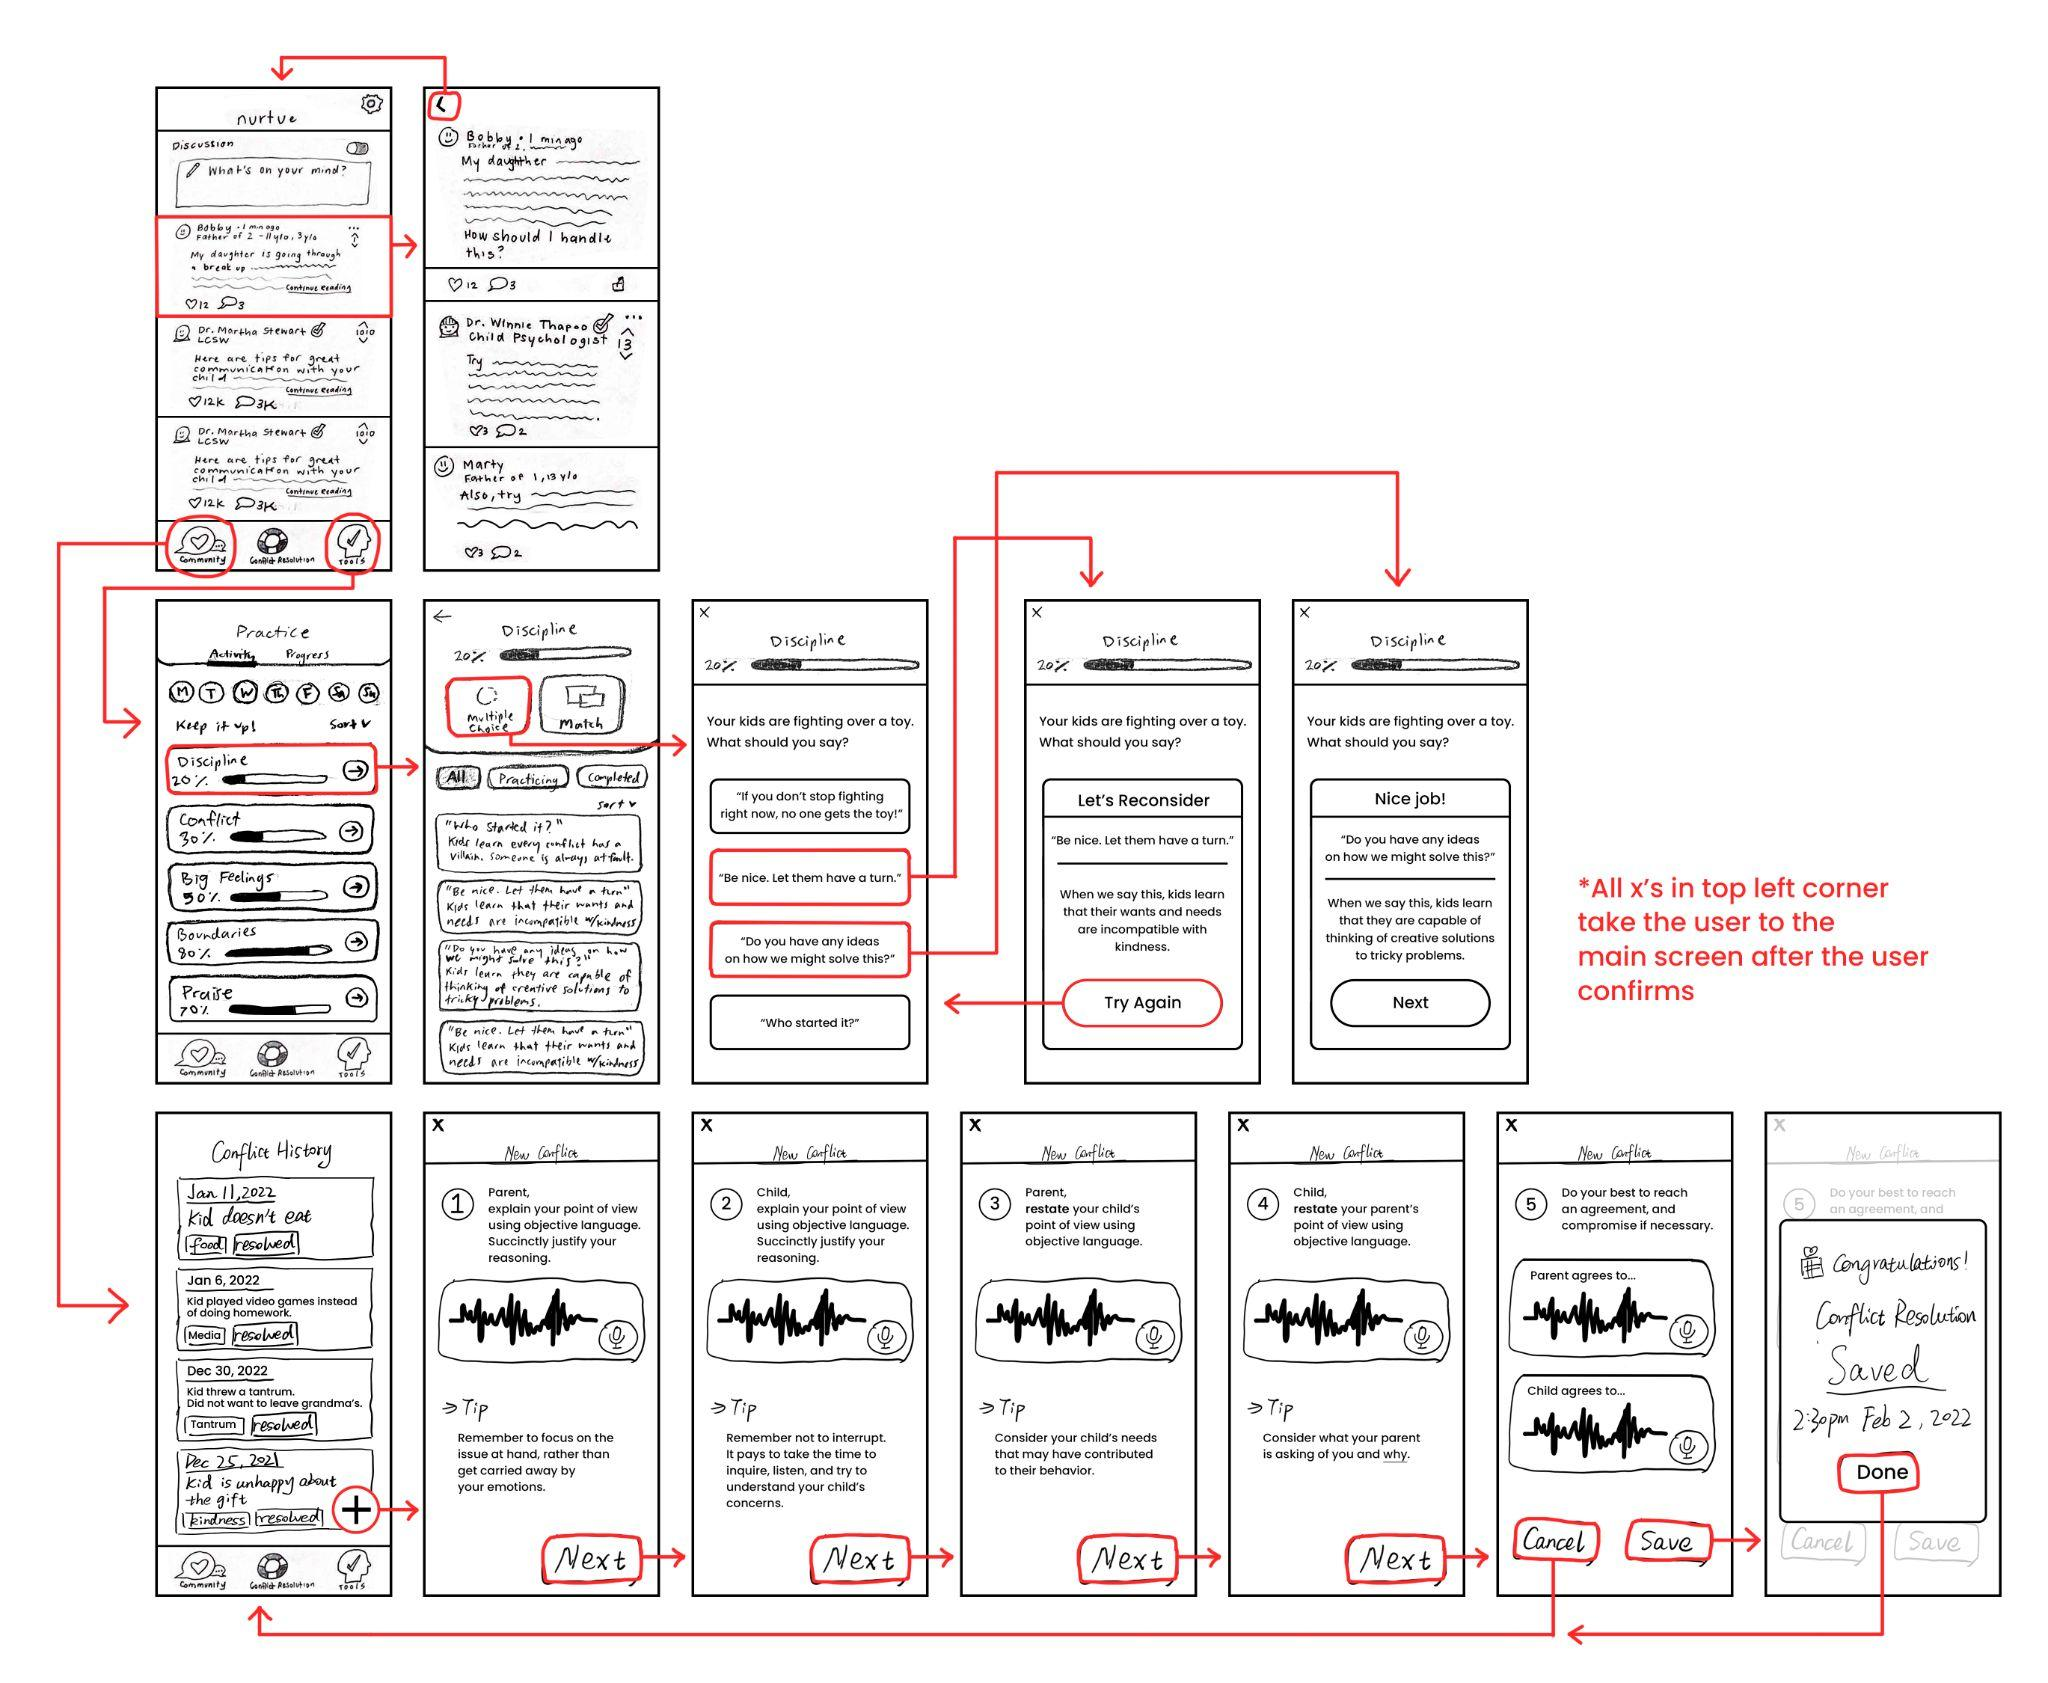 nurtue
Discussion
What's on your mind?
Bobby • 1 min ago
Father of 2 - 11 y/o, 3 y/o
My daughter is going through
a break up
Continue Reading
12 3
Dr. Martha Stewart
LCSW
1010
Here are tips for great
communication with your
child
Continue Reading
12K 3K
Dr. Martha Stewart
LCSW
1010
Here are tips for great
communication with your
child
Continue Reading
12K 3K
Community
Conflict Resolution
Tools
Bobby • 1 min ago
Father of 2,
My daughter
How should I handle
this?
12 3
Dr. Winnie Thapoo
Child Psychologist
13
Try
3 2
Marty
Father of 1, 13 y/o
Also, try
3 2
Practice
Activity Progress
M T W Th F Sa Su
Keep it up! Sort
Discipline
20%
Conflict
30%
Big Feelings
50%
Boundaries
80%
Praise
70%
Community
Conflict Resolution
Tools
Discipline
20%
Multiple
Choice
Match
All Practicing Completed
Sort
"Who started it?"
Kids learn every conflict has a
villain. Someone is always at fault.
"Be nice. Let them have a turn"
Kids learn that their wants and
needs are incompatible w/kindness
"Do you have any ideas on how
we might solve this?"
Kids learn they are capable of
thinking of creative solutions to
tricky problems.
"Be nice. Let them have a turn"
Kids learn that their wants and
needs are incompatible w/kindness
X
Discipline
20%
Your kids are fighting over a toy.
What should you say?
“If you don’t stop fighting
right now, no one gets the toy!”
“Be nice. Let them have a turn.”
“Do you have any ideas
on how we might solve this?”
“Who started it?”
X
Discipline
20%
Your kids are fighting over a toy.
What should you say?
Let’s Reconsider
“Be nice. Let them have a turn.”
When we say this, kids learn
that their wants and needs
are incompatible with
kindness.
Try Again
X
Discipline
20%
Your kids are fighting over a toy.
What should you say?
Nice job!
“Do you have any ideas
on how we might solve this?”
When we say this, kids learn
that they are capable of
thinking of creative solutions
to tricky problems.
Next
*All x’s in top left corner
take the user to the
main screen after the user
confirms
Conflict History
Jan 11, 2022
Kid doesn't eat
food resolved
Jan 6, 2022
Kid played video games instead
of doing homework.
Media resolved
Dec 30, 2022
Kid threw a tantrum.
Did not want to leave grandma’s.
Tantrum resolved
Dec 25, 2021
Kid is unhappy about
the gift
kindness resolved
+
Community
Conflict Resolution
Tools
X
New Conflict
1
Parent,
explain your point of view
using objective language.
Succinctly justify your
reasoning.
Tip
Remember to focus on the
issue at hand, rather than
get carried away by
your emotions.
Next
X
New Conflict
2
Child,
explain your point of view
using objective language.
Succinctly justify your
reasoning.
Tip
Remember not to interrupt.
It pays to take the time to
inquire, listen, and try to
understand your child’s
concerns.
Next
X
New Conflict
3
Parent,
restate your child’s
point of view using
objective language.
Tip
Consider your child’s needs
that may have contributed
to their behavior.
Next
X
New Conflict
4
Child,
restate your parent’s
point of view using
objective language.
Tip
Consider what your parent
is asking of you and why.
Next
X
New Conflict
5
Do your best to reach
an agreement, and
compromise if necessary.
Parent agrees to...
Child agrees to...
Cancel Save
X
New Conflict
5
Do your best to reach
an agreement, and
Congratulations!
Conflict Resolution
Saved
2:30pm Feb 2, 2022
Done
Cancel Save